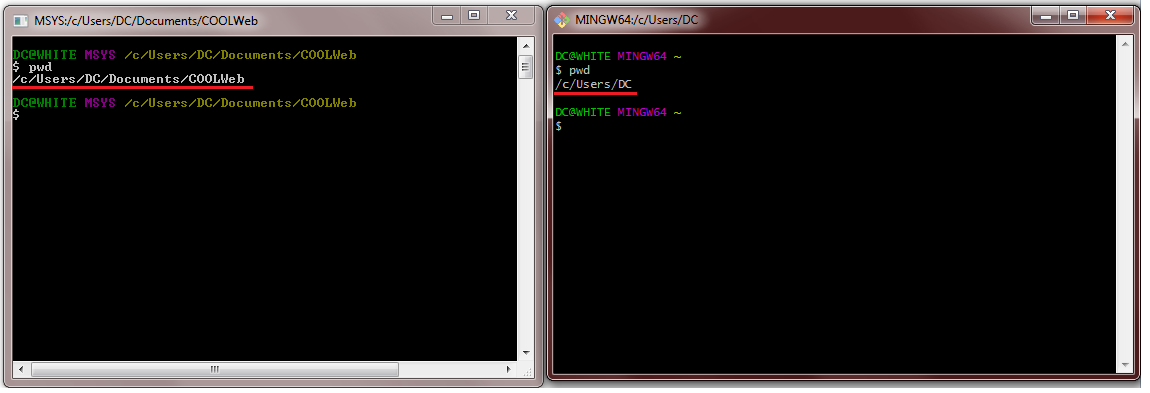 MSYS:/c/Users/DC/Documents/COOLWeb
DC@WHITE MSYS /c/Users/DC/Documents/COOLWeb
$ pwd
/c/Users/DC/Documents/COOLWeb
DC@WHITE MSYS /c/Users/DC/Documents/COOLWeb
$
MINGW64:/c/Users/DC
DC@WHITE MINGW64 ~
$ pwd
/c/Users/DC
DC@WHITE MINGW64 ~
$